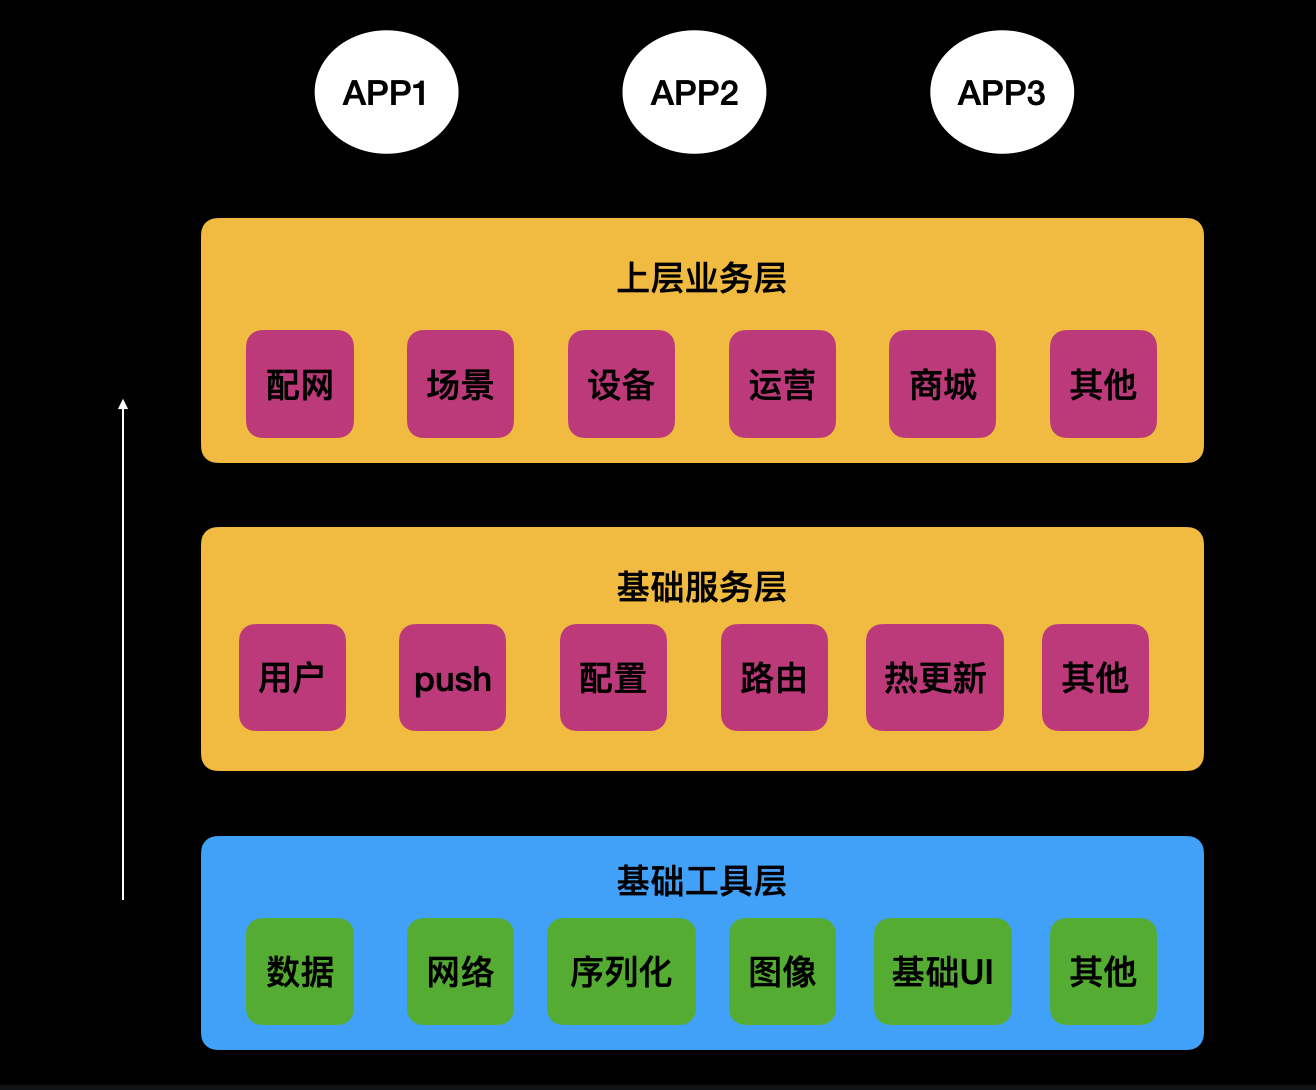 APP1 APP2 APP3
上层业务层
配网 场景 设备 运营 商城 其他
基础服务层
用户 push 配置 路由 热更新 其他
基础工具层
数据 网络 序列化 图像 基础UI 其他